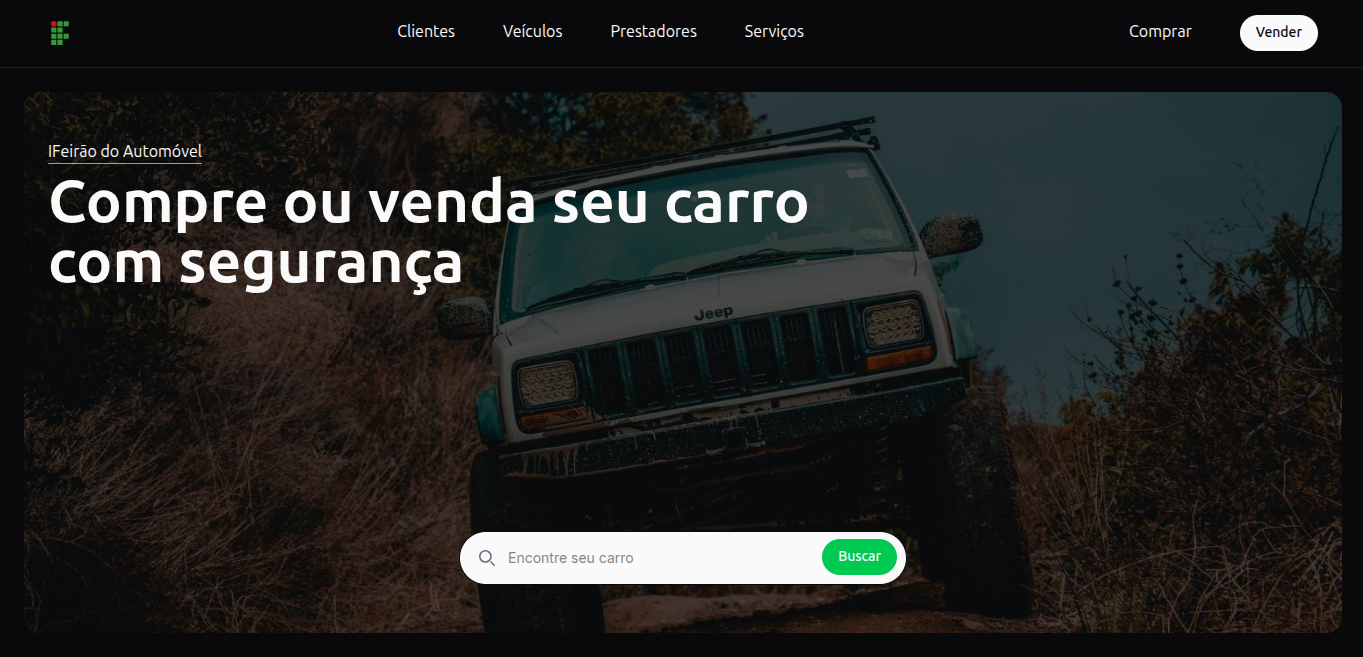 Clientes
Veículos
Prestadores
Serviços
Comprar
Vender
IFeirão do Automóvel
Compre ou venda seu carro
com segurança
Jeep
Encontre seu carro
Buscar